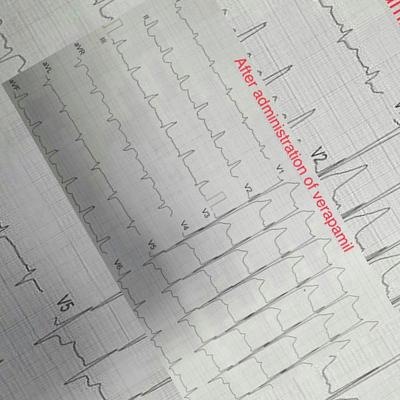 After administration of verapamil
III
II
aVR
aVL
aVF
V1
V2
V3
V4
V5
V6
V2
V5